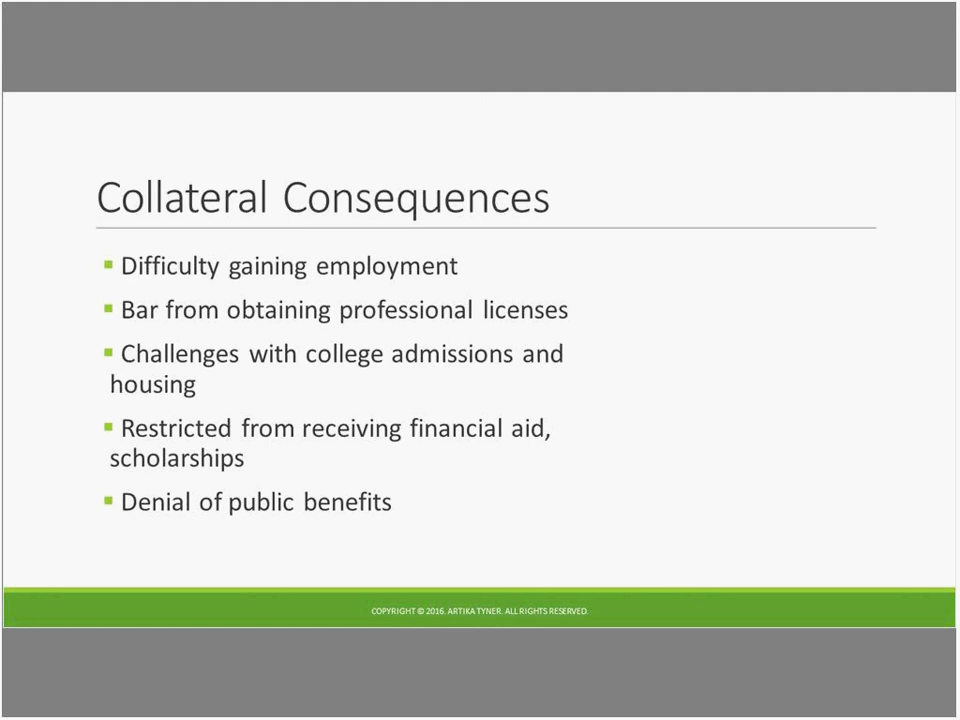 Collateral Consequences
▪ Difficulty gaining employment
▪ Bar from obtaining professional licenses
▪ Challenges with college admissions and
housing
▪ Restricted from receiving financial aid,
scholarships
▪ Denial of public benefits
COPYRIGHT © 2016. ARTIKA TYNER. ALL RIGHTS RESERVED.